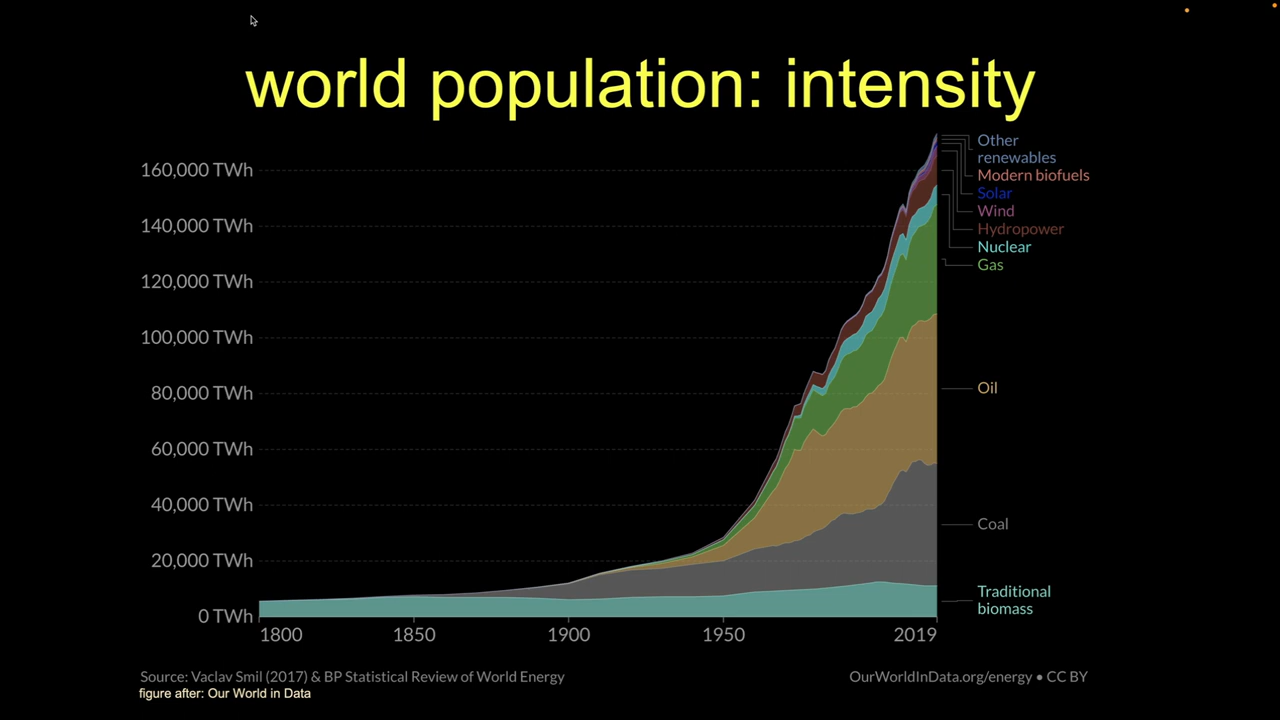 world population: intensity
160,000 TWh
140,000 TWh
120,000 TWh
100,000 TWh
80,000 TWh
60,000 TWh
40,000 TWh
20,000 TWh
0 TWh
1800
1850
1900
1950
2019
Other
renewables
Modern biofuels
Solar
Wind
Hydropower
Nuclear
Gas
Oil
Coal
Traditional
biomass
Source: Vaclav Smil (2017) & BP Statistical Review of World Energy
OurWorldInData.org/energy • CC BY
figure after: Our World in Data